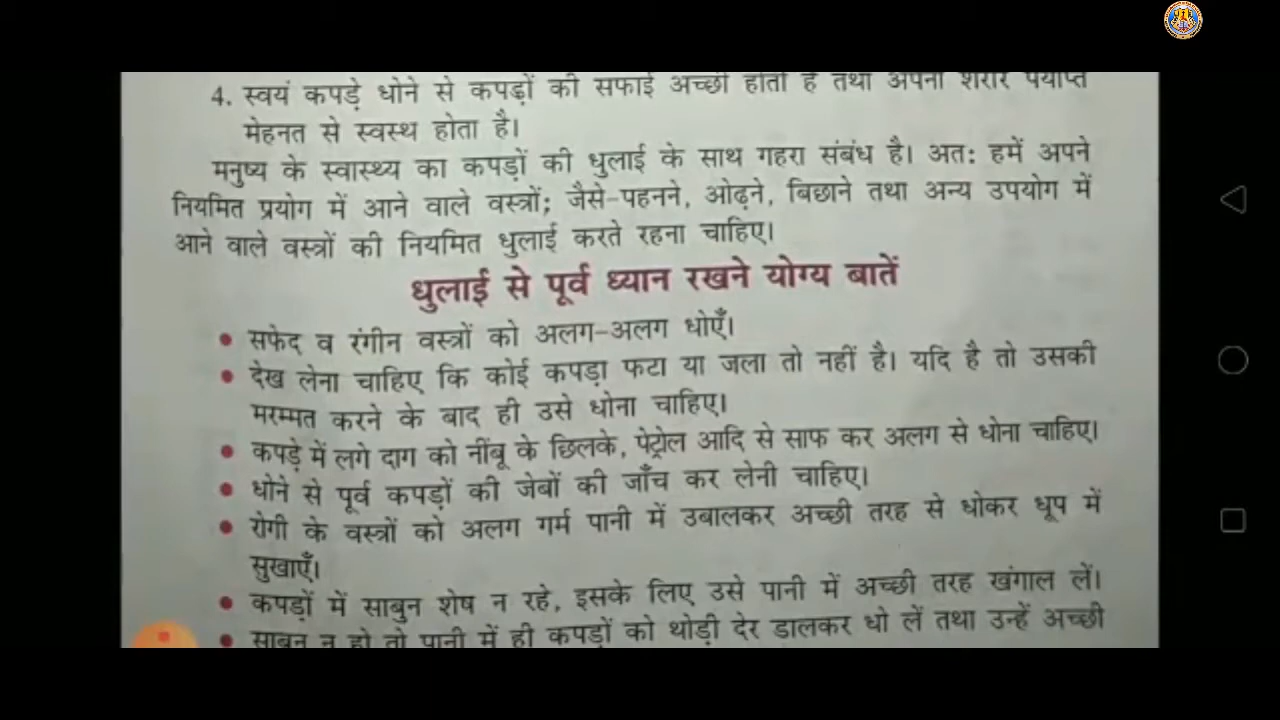 4. स्वयं कपड़े धोने से कपड़ों की सफाई अच्छी होती है तथा अपना शरीर पर्याप्त
मेहनत से स्वस्थ होता है।
मनुष्य के स्वास्थ्य का कपड़ों की धुलाई के साथ गहरा संबंध है। अतः हमें अपने
नियमित प्रयोग में आने वाले वस्त्रों; जैसे-पहनने, ओढ़ने, बिछाने तथा अन्य उपयोग में
आने वाले वस्त्रों की नियमित धुलाई करते रहना चाहिए।
धुलाई से पूर्व ध्यान रखने योग्य बातें
• सफेद व रंगीन वस्त्रों को अलग-अलग धोएँ।
• देख लेना चाहिए कि कोई कपड़ा फटा या जला तो नहीं है। यदि है तो उसकी
मरम्मत करने के बाद ही उसे धोना चाहिए।
• कपड़े में लगे दाग को नींबू के छिलके, पेट्रोल आदि से साफ कर अलग से धोना चाहिए।
• धोने से पूर्व कपड़ों की जेबों की जाँच कर लेनी चाहिए।
• रोगी के वस्त्रों को अलग गर्म पानी में उबालकर अच्छी तरह से धोकर धूप में
सुखाएँ।
• कपड़ों में साबुन शेष न रहे, इसके लिए उसे पानी में अच्छी तरह खंगाल लें।
• साबुन न हो तो पानी में ही कपड़ों को थोड़ी देर डालकर धो लें तथा उन्हें अच्छी